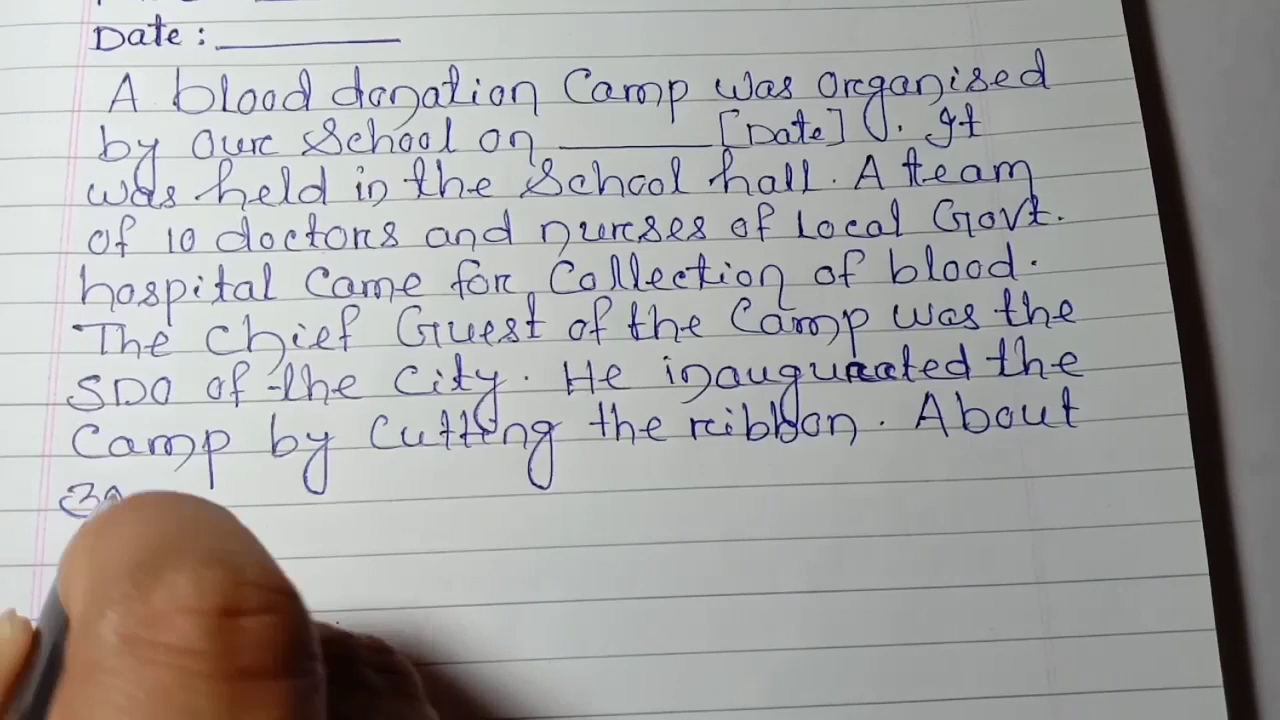 Date : ________
A blood donation Camp was organised
by our School on ________ [Date]. It
was held in the School hall. A team
of 10 doctors and nurses of Local Govt.
hospital Came for Collection of blood.
The Chief Guest of the Camp was the
SDO of the City. He inaugurated the
Camp by Cutting the ribbon. About